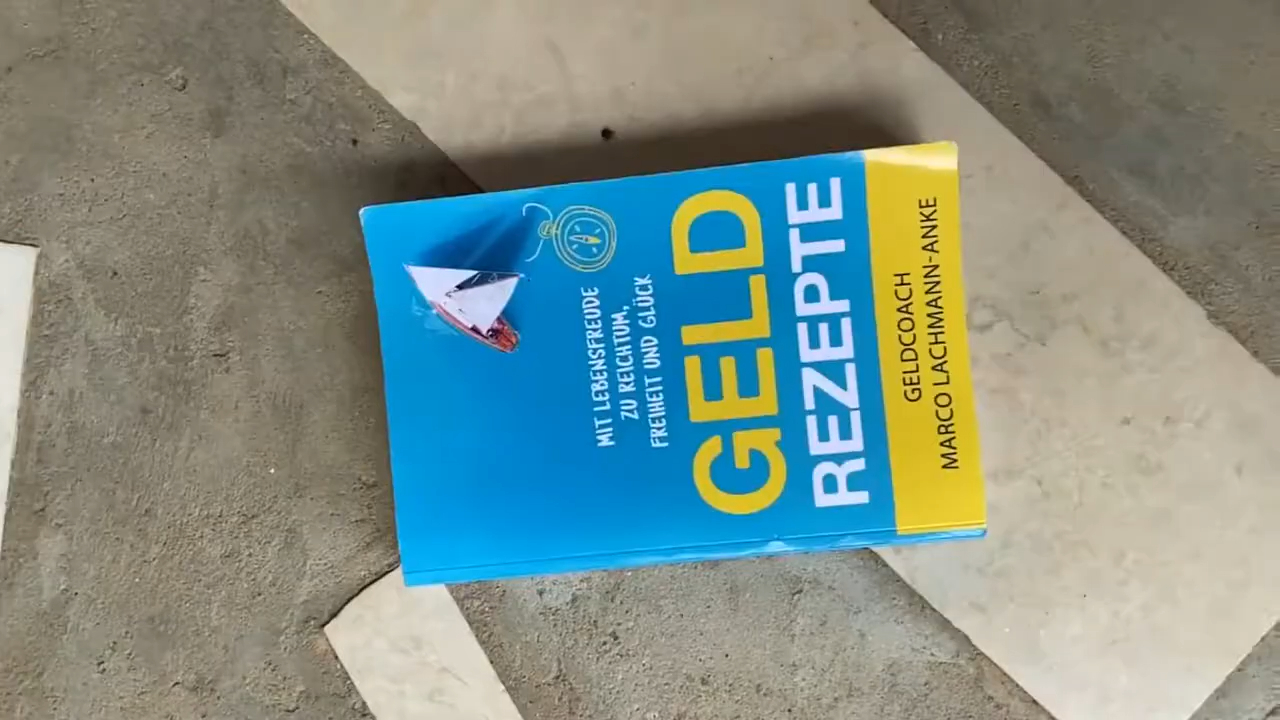 MIT LEBENSFREUDE
ZU REICHTUM,
FREIHEIT UND GLÜCK
GELD
REZEPTE
GELDCOACH
MARCO LACHMANN-ANKE